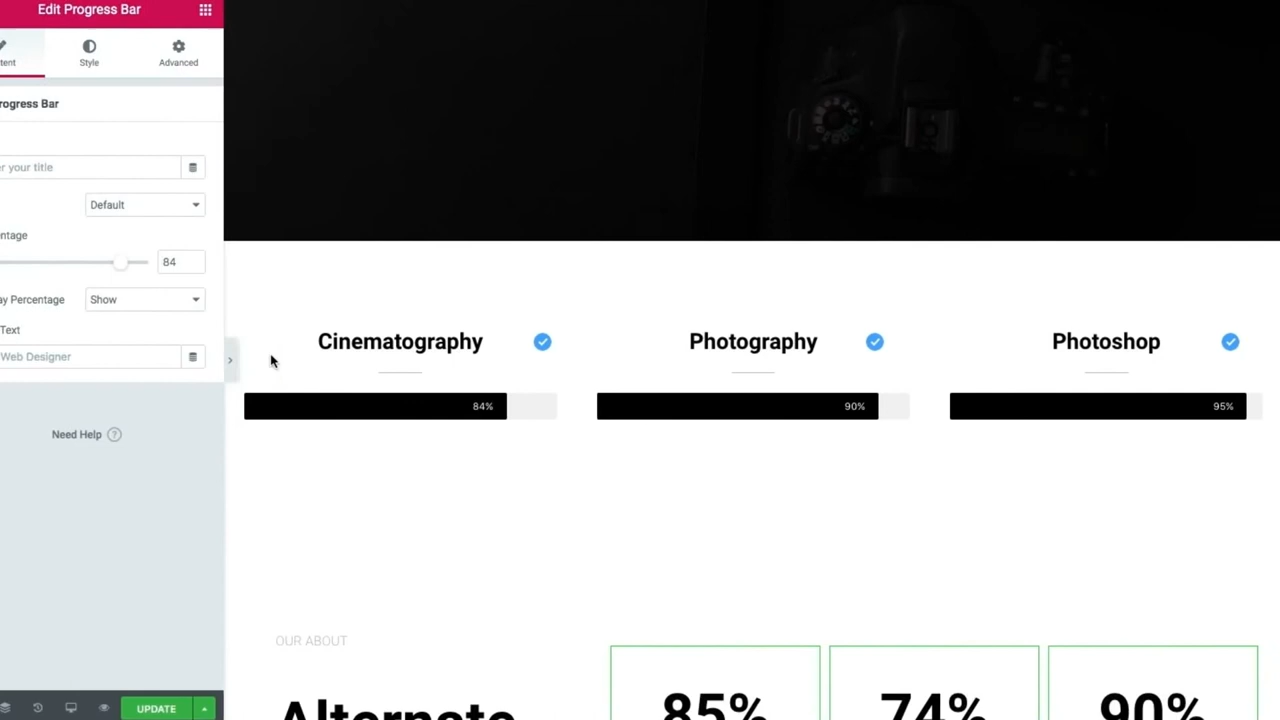 Edit Progress Bar
tent
Style
Advanced
rogress Bar
r your title
Default
ntage
84
ay Percentage
Show
Text
Web Designer
Need Help ?
UPDATE
Cinematography
Photography
Photoshop
84%
90%
95%
OUR ABOUT
Alternate
85%
74%
90%